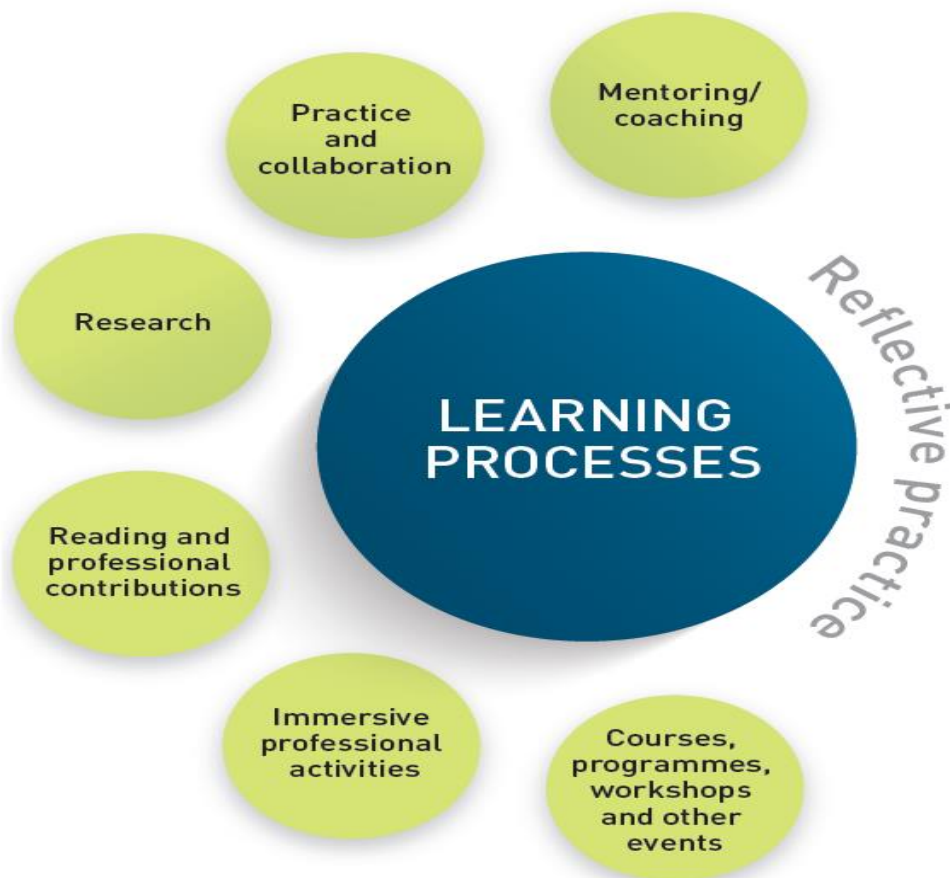 Practice
and
collaboration
Mentoring/
coaching
Research
LEARNING
PROCESSES
Reflective practice
Reading and
professional
contributions
Immersive
professional
activities
Courses,
programmes,
workshops
and other
events